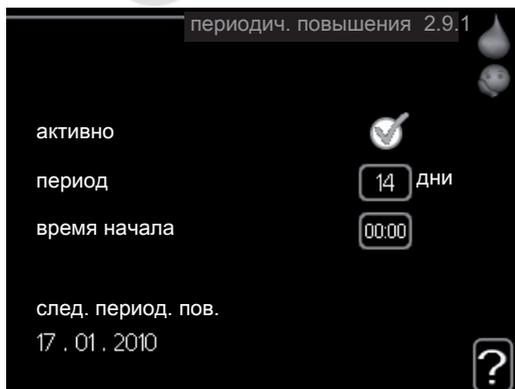 периодич. повышения 2.9.1
активно
период 14 дни
время начала 00:00
след. период. пов.
17 . 01 . 2010
?